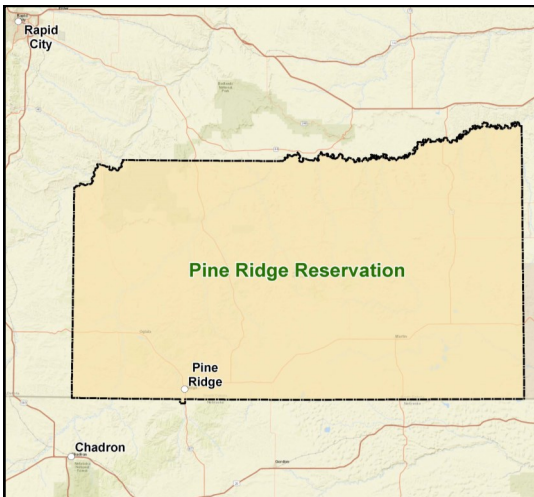 Rapid
City
Pine Ridge Reservation
Pine
Ridge
Chadron